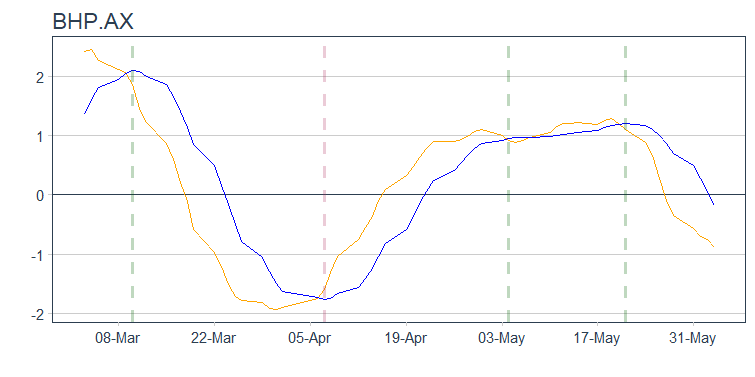 BHP.AX
2
1
0
-1
-2
08-Mar
22-Mar
05-Apr
19-Apr
03-May
17-May
31-May